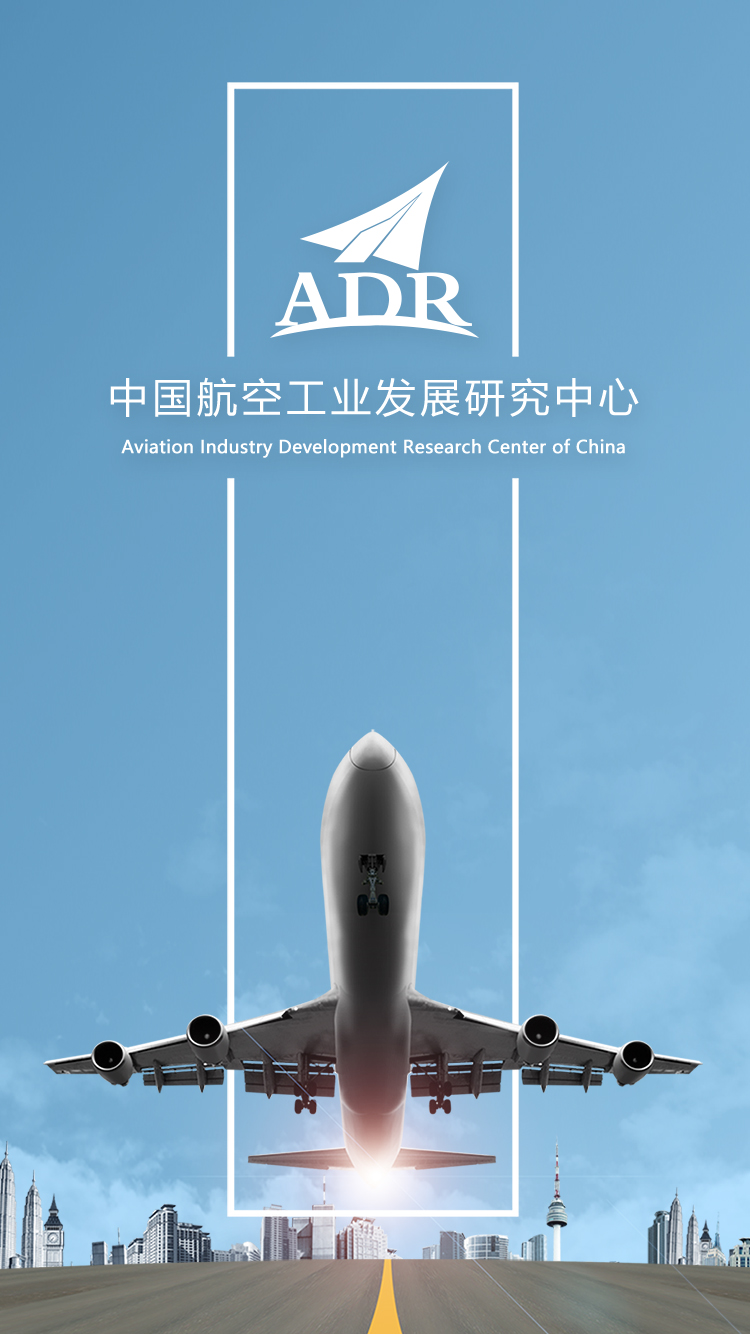 ADR
中国航空工业发展研究中心
Aviation Industry Development Research Center of China